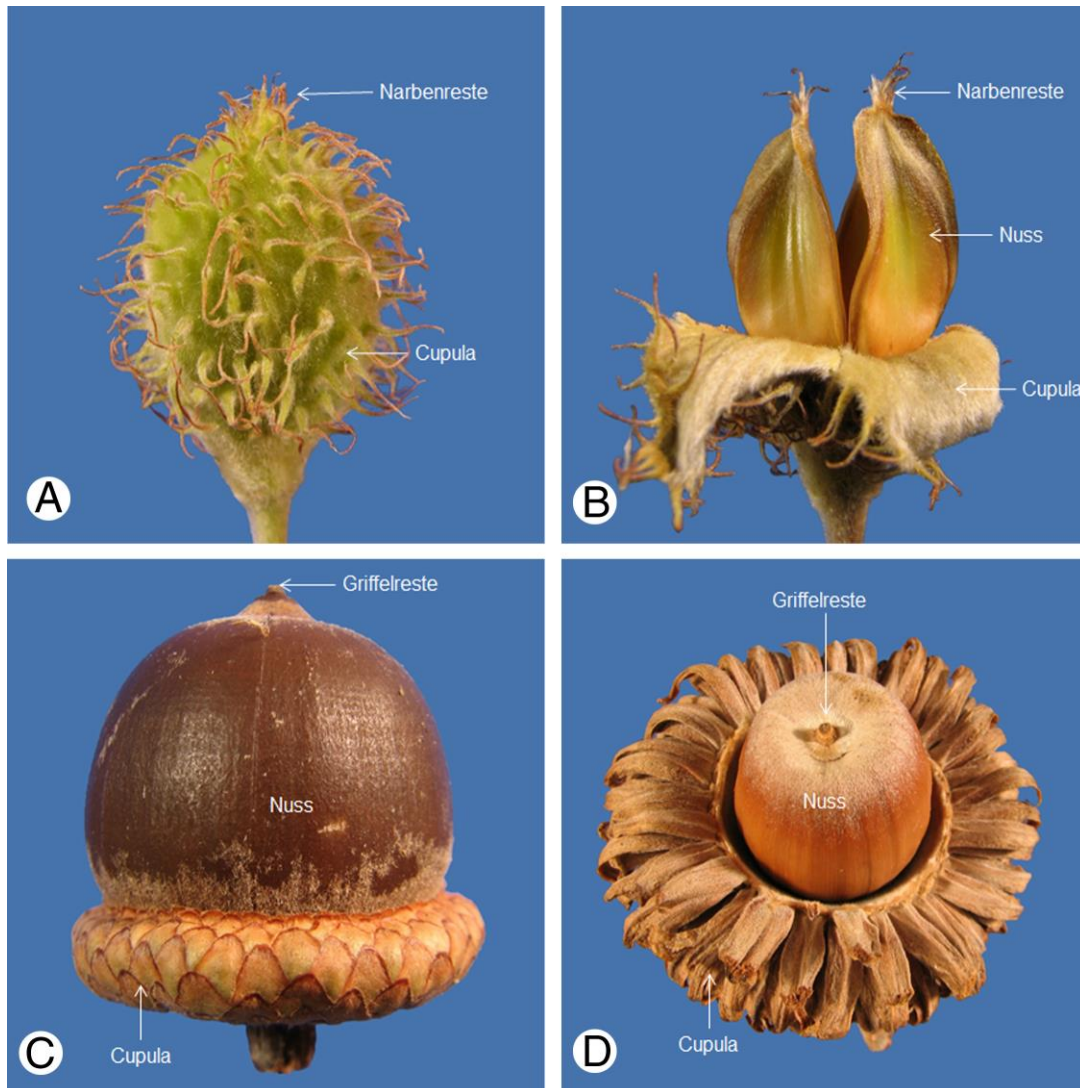 Narbenreste
Cupula
A
Narbenreste
Nuss
Cupula
B
Griffelreste
Nuss
Cupula
C
Griffelreste
Nuss
Cupula
D